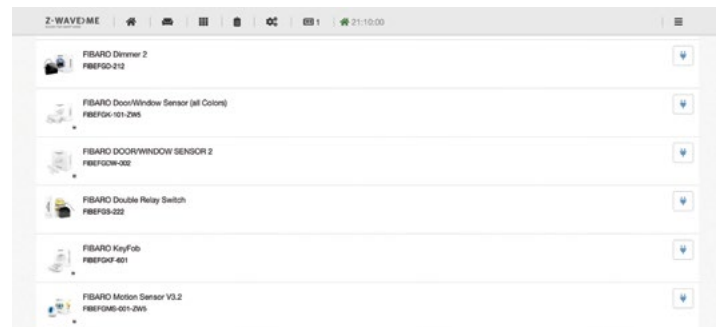 Z-WAVE>ME
1
21:10:00
FIBARO Dimmer 2
FIBEFGD-212
FIBARO Door/Window Sensor (all Colors)
FIBEFGK-101-ZW5
FIBARO DOOR/WINDOW SENSOR 2
FIBEFGDW-002
FIBARO Double Relay Switch
FIBEFGS-222
FIBARO KeyFob
FIBEFGKF-601
FIBARO Motion Sensor V3.2
FIBEFGMS-001-ZW5